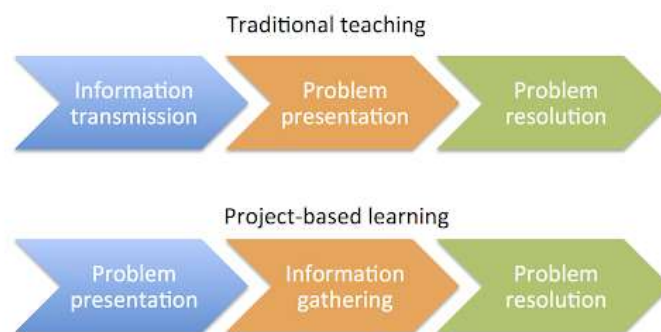 Traditional teaching
Information
transmission
Problem
presentation
Problem
resolution
Project-based learning
Problem
presentation
Information
gathering
Problem
resolution